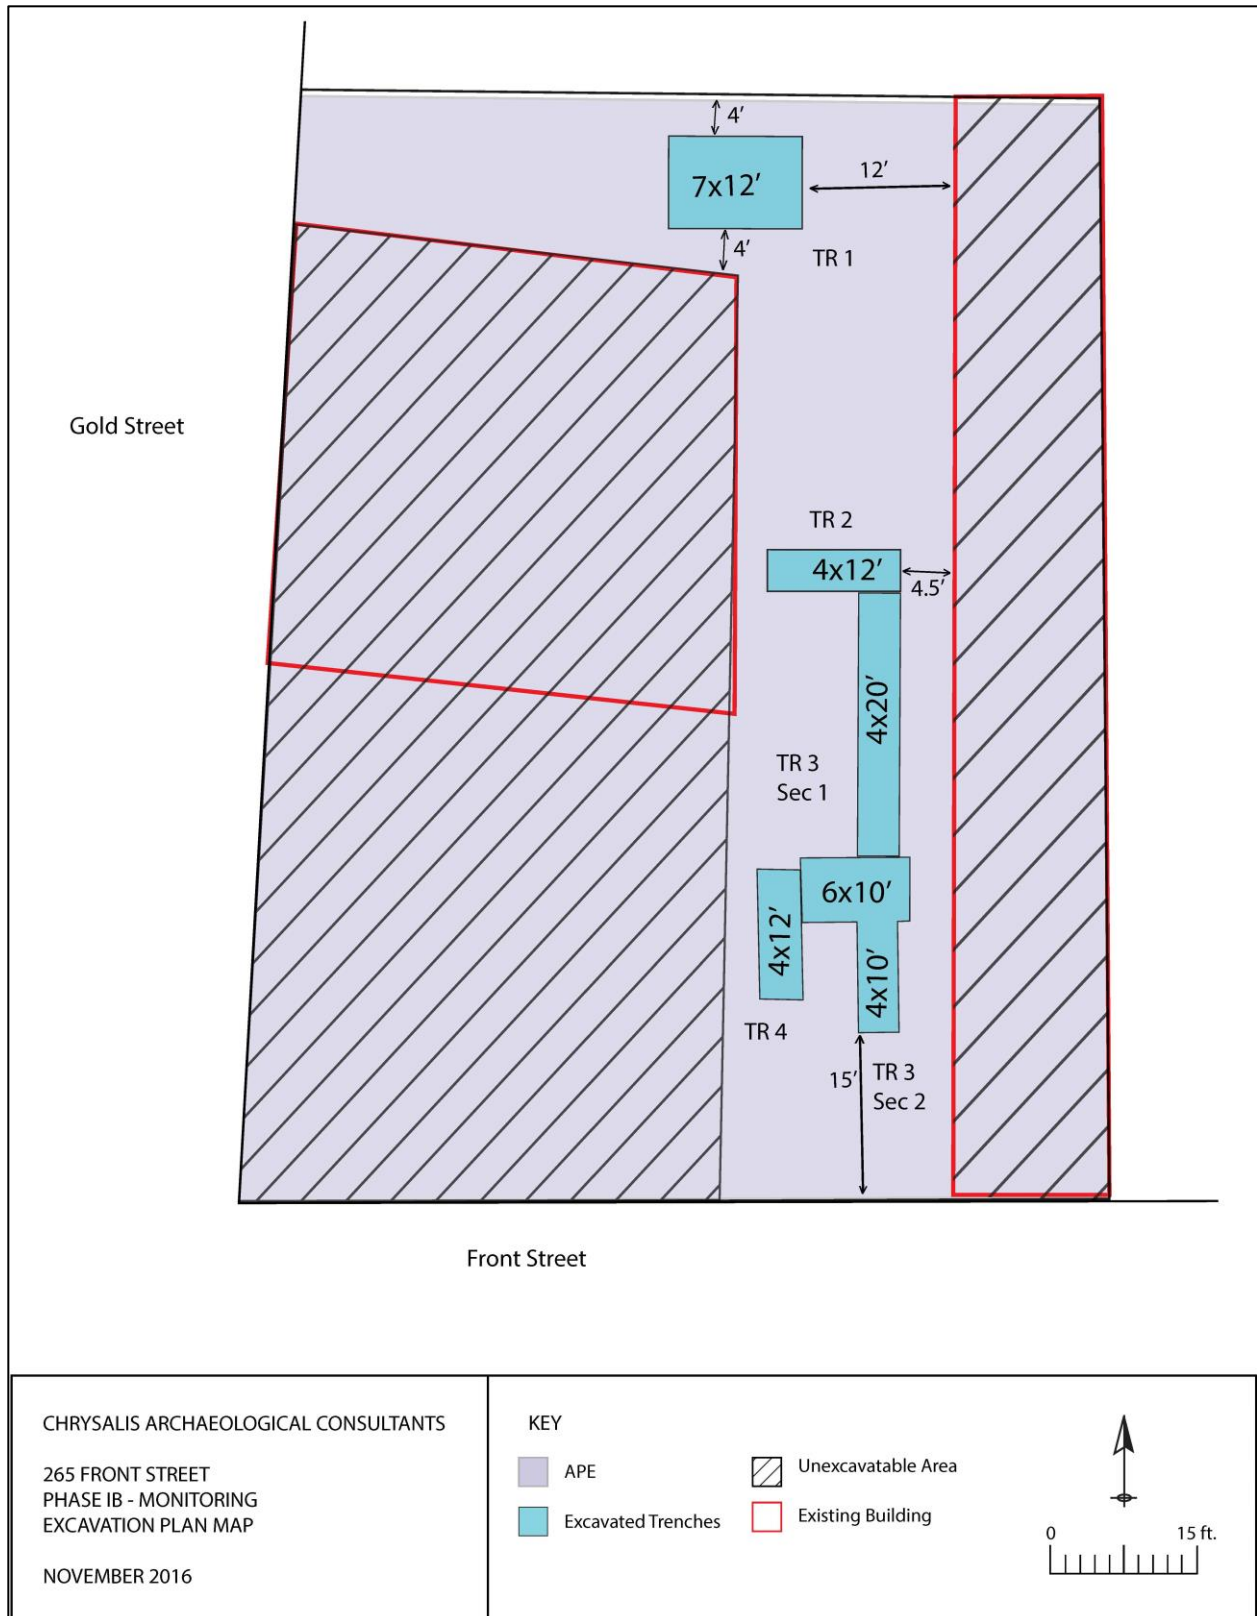 4’
7x12’
12’
4’
TR 1
Gold Street
TR 2
4x12’
4.5’
4x20’
TR 3
Sec 1
6x10’
4x12’
4x10’
TR 4
15’
TR 3
Sec 2
Front Street
CHRYSALIS ARCHAEOLOGICAL CONSULTANTS
265 FRONT STREET
PHASE IB - MONITORING
EXCAVATION PLAN MAP
NOVEMBER 2016
KEY
APE
Unexcavatable Area
Excavated Trenches
Existing Building
0
15 ft.